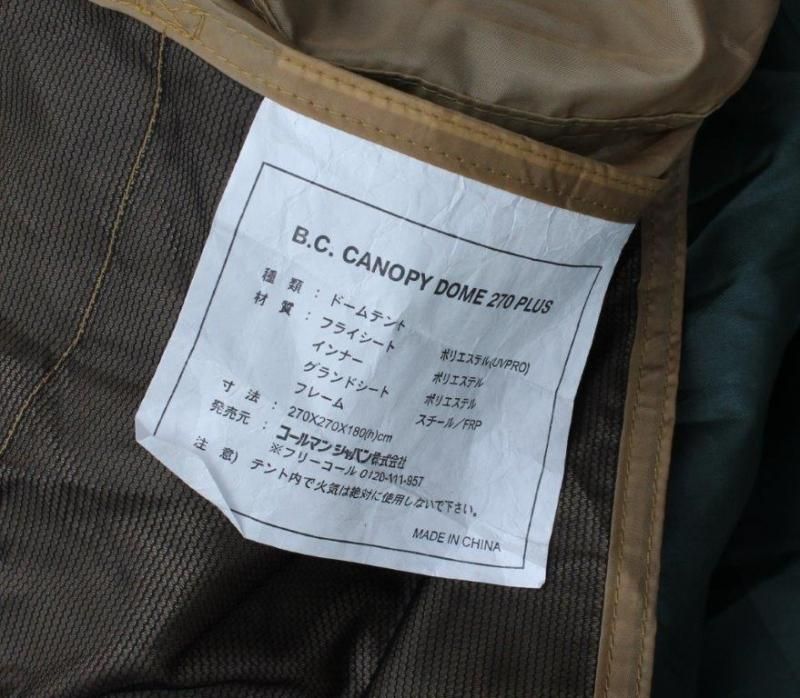 B.C. CANOPY DOME 270 PLUS
種 類 : ドームテント
材 質 : フライシート ポリエステル(UVPRO)
インナー ポリエステル
グランドシート ポリエステル
フレーム スチール/FRP
寸 法 : 270X270X180(h)cm
発売元 : コールマン ジャパン株式会社
※フリーコール 0120-111-957
注 意) テント内で火気は絶対に使用しないで下さい。
MADE IN CHINA